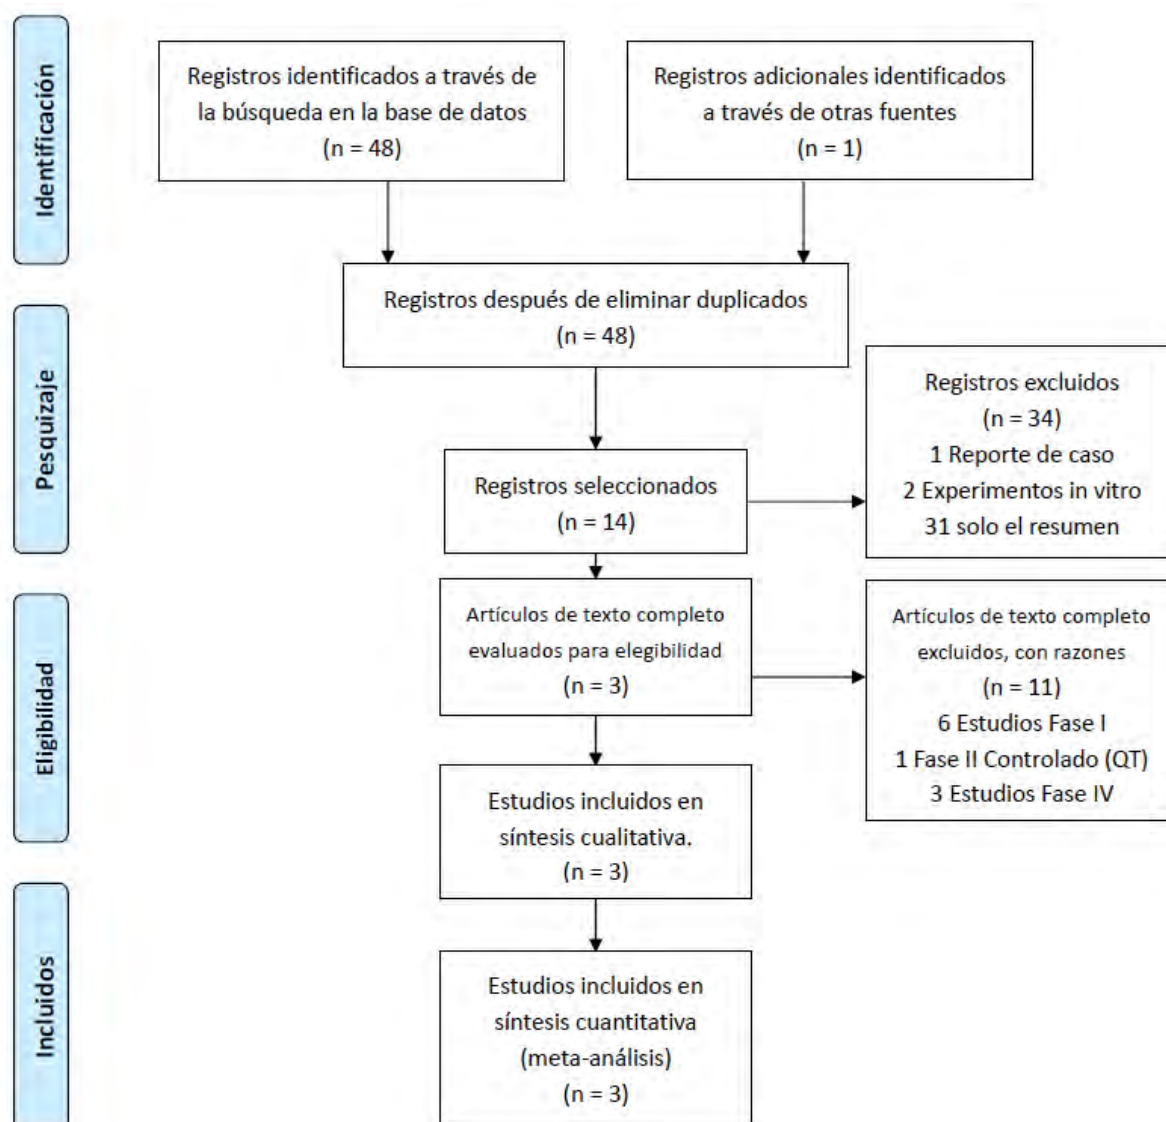 Identificación
Registros identificados a través de
la búsqueda en la base de datos
(n = 48)
Registros adicionales identificados
a través de otras fuentes
(n = 1)
Registros después de eliminar duplicados
(n = 48)
Pesquizaje
Registros seleccionados
(n = 14)
Registros excluidos
(n = 34)
1 Reporte de caso
2 Experimentos in vitro
31 solo el resumen
Eligibilidad
Artículos de texto completo
evaluados para elegibilidad
(n = 3)
Artículos de texto completo
excluidos, con razones
(n = 11)
6 Estudios Fase I
1 Fase II Controlado (QT)
3 Estudios Fase IV
Estudios incluidos en
síntesis cualitativa.
(n = 3)
Incluidos
Estudios incluidos en
síntesis cuantitativa
(meta-análisis)
(n = 3)